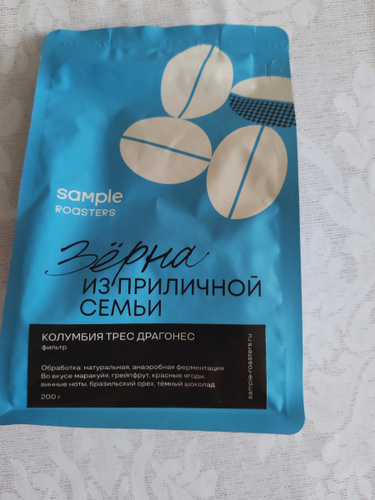 sample
ROASTERS
Зёрна
ИЗ ПРИЛИЧНОЙ
СЕМЬИ
КОЛУМБИЯ ТРЕС ДРАГОНЕС
фильтр
Обработка: натуральная, анаэробная ферментация
Во вкусе маракуйя, грейпфрут, красные ягоды,
винные ноты, бразильский орех, тёмный шоколад
200 г
sample-roasters.ru